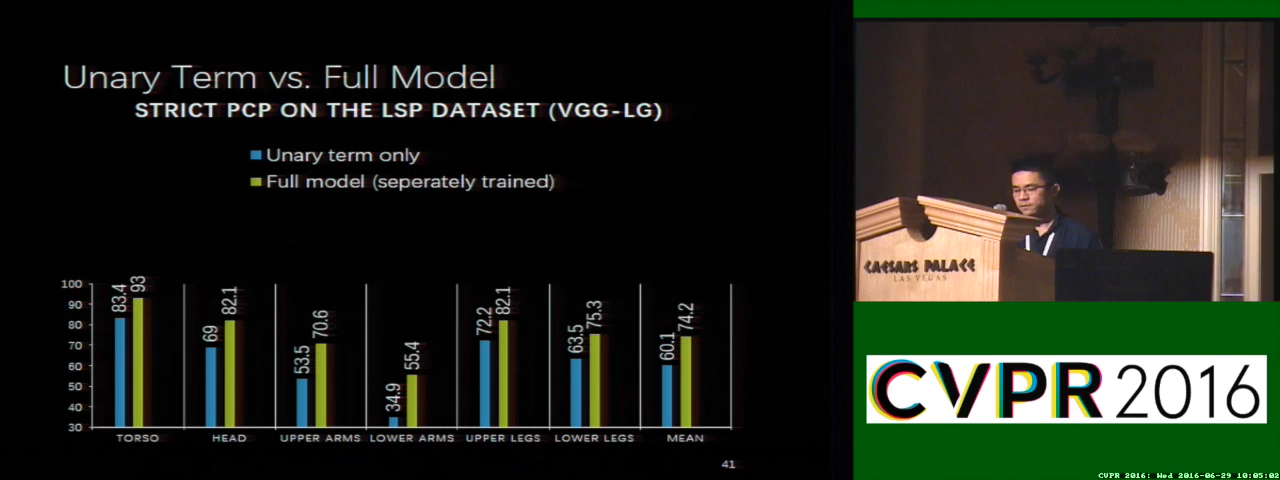 Unary Term vs. Full Model
STRICT PCP ON THE LSP DATASET (VGG-LG)
Unary term only
Full model (seperately trained)
100
90
80
70
60
50
40
30
83.4
93
69
82.1
53.5
70.6
34.9
55.4
72.2
82.1
63.5
75.3
60.1
74.2
TORSO
HEAD
UPPER ARMS
LOWER ARMS
UPPER LEGS
LOWER LEGS
MEAN
41
CAESARS PALACE
LAS VEGAS
CVPR 2016
CVPR 2016: Wed 2016-06-29 10:05:02